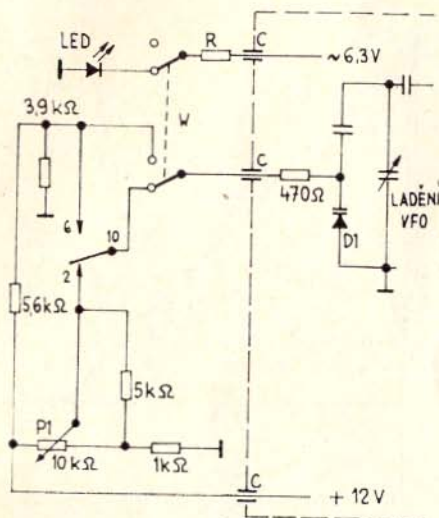 LED
R
C
~6,3V
3,9kΩ
W
C
470Ω
LADĚNÍ
VFO
D1
6
10
2
5,6kΩ
5kΩ
P1
10kΩ
1kΩ
C
+12V